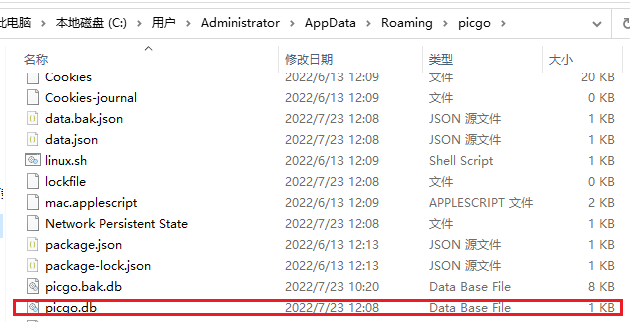 此电脑 › 本地磁盘 (C:) › 用户 › Administrator › AppData › Roaming › picgo ›
名称 修改日期 类型 大小
Cookies 2022/6/13 12:09 文件 20 KB
Cookies-journal 2022/6/13 12:09 文件 0 KB
data.bak.json 2022/7/23 12:08 JSON 源文件 1 KB
data.json 2022/7/23 12:08 JSON 源文件 1 KB
linux.sh 2022/6/13 12:09 Shell Script 1 KB
lockfile 2022/7/23 12:08 文件 0 KB
mac.applescript 2022/6/13 12:09 APPLESCRIPT 文件 2 KB
Network Persistent State 2022/7/23 12:08 文件 1 KB
package.json 2022/6/13 12:13 JSON 源文件 1 KB
package-lock.json 2022/6/13 12:13 JSON 源文件 1 KB
picgo.bak.db 2022/7/23 10:20 Data Base File 8 KB
picgo.db 2022/7/23 12:08 Data Base File 1 KB